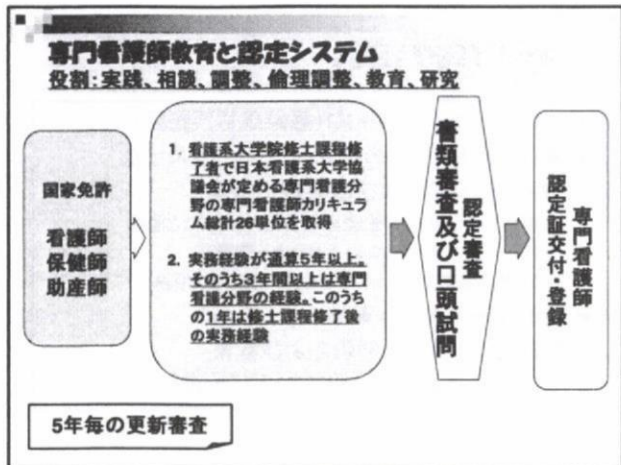 専門看護師教育と認定システム
役割:実践、相談、調整、倫理調整、教育、研究
国家免許
看護師
保健師
助産師
1. 看護系大学院修士課程修
了者で日本看護系大学協
議会が定める専門看護分
野の専門看護師カリキュラ
ム総計26単位を取得
2. 実務経験が通算5年以上。
そのうち3年間以上は専門
看護分野の経験。このうち
の1年は修士課程修了後
の実務経験
認定審査
書類審査及び口頭試問
専門看護師
認定証交付・登録
5年毎の更新審査